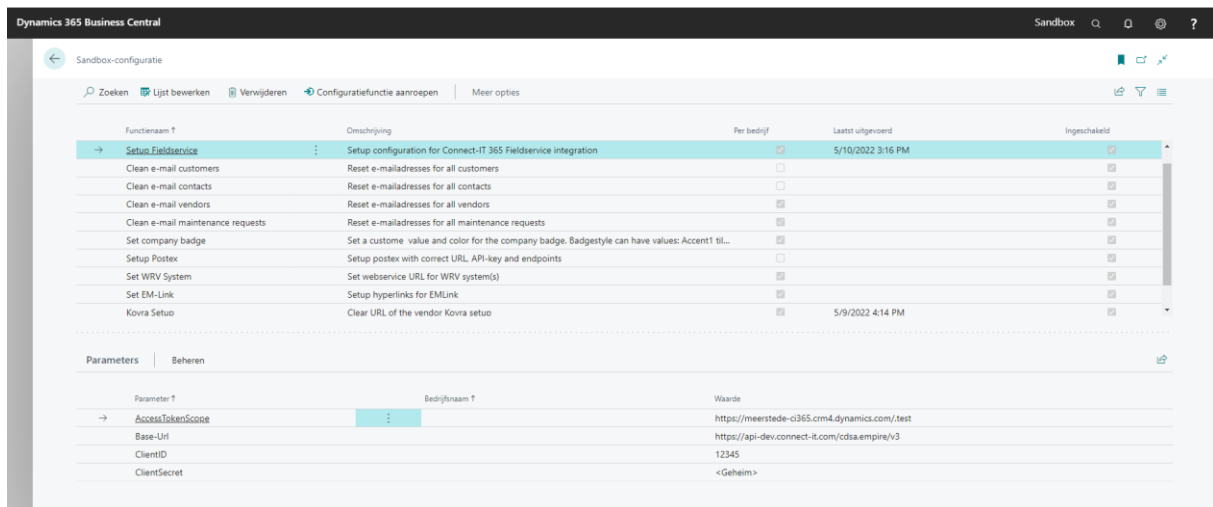 Dynamics 365 Business Central Sandbox ?
Sandbox-configuratie
Zoeken Lijst bewerken Verwijderen Configuratiefunctie aanroepen Meer opties
Functienaam ↑ Omschrijving Per bedrijf Laatst uitgevoerd Ingeschakeld
Setup Fieldservice Setup configuration for Connect-IT 365 Fieldservice integration 5/10/2022 3:16 PM
Clean e-mail customers Reset e-mailadresses for all customers
Clean e-mail contacts Reset e-mailadresses for all contacts
Clean e-mail vendors Reset e-mailadresses for all vendors
Clean e-mail maintenance requests Reset e-mailadresses for all maintenance requests
Set company badge Set a custome value and color for the company badge. Badgestyle can have values: Accent1 til...
Setup Postex Setup postex with correct URL, API-key and endpoints
Set WRV System Set webservice URL for WRV system(s)
Set EM-Link Setup hyperlinks for EMLink
Kovra Setup Clear URL of the vendor Kovra setup 5/9/2022 4:14 PM
Parameters Beheren
Parameter ↑ Bedrijfsnaam ↑ Waarde
AccessTokenScope https://meerstede-ci365.crm4.dynamics.com/.test
Base-Url https://api-dev.connect-it.com/cdsa.empire/v3
ClientID 12345
ClientSecret <Geheim>